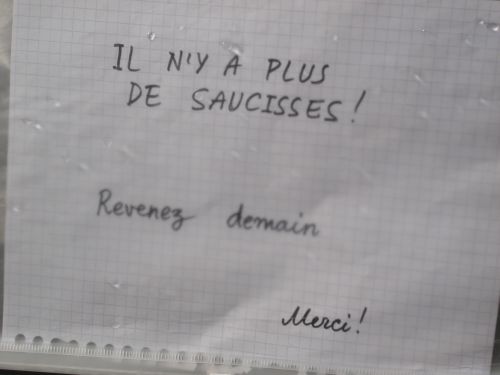 IL N'Y A PLUS
DE SAUCISSES!
Revenez demain
Merci!